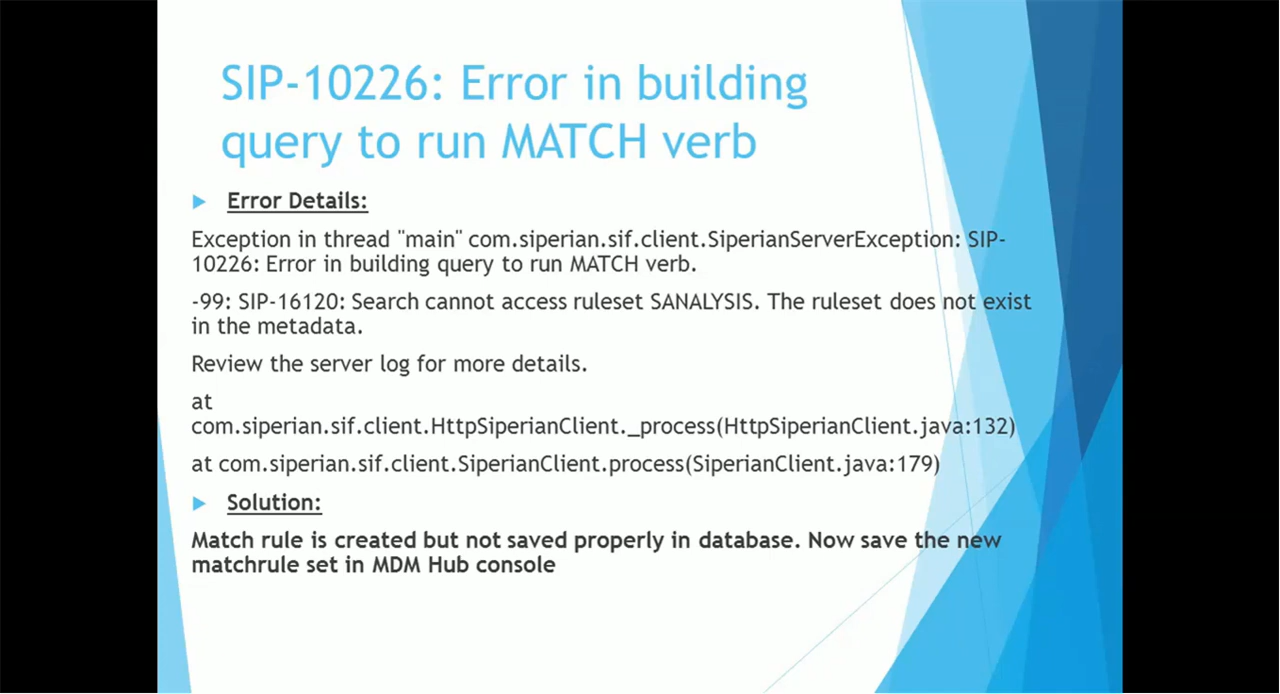 SIP-10226: Error in building
query to run MATCH verb
Error Details:
Exception in thread "main" com.siperian.sif.client.SiperianServerException: SIP-
10226: Error in building query to run MATCH verb.
-99: SIP-16120: Search cannot access ruleset SANALYSIS. The ruleset does not exist
in the metadata.
Review the server log for more details.
at
com.siperian.sif.client.HttpSiperianClient._process(HttpSiperianClient.java:132)
at com.siperian.sif.client.SiperianClient.process(SiperianClient.java:179)
Solution:
Match rule is created but not saved properly in database. Now save the new
matchrule set in MDM Hub console